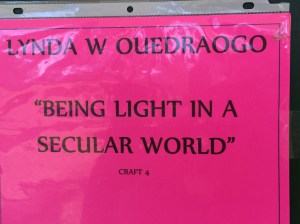 LYNDA W OUEDRAOGO
"BEING LIGHT IN A
SECULAR WORLD"
CRAFT 4